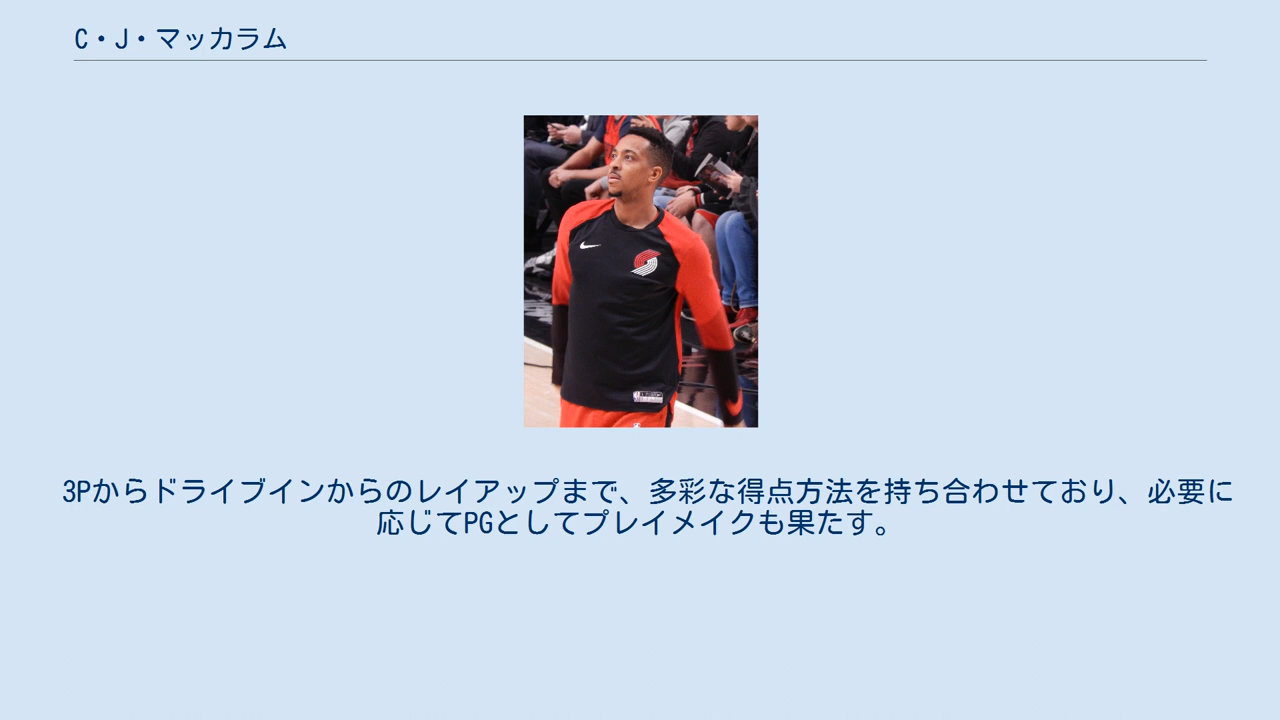 C・J・マッカラム
3Pからドライブインからのレイアップまで、多彩な得点方法を持ち合わせており、必要に
応じてPGとしてプレイメイクも果たす。